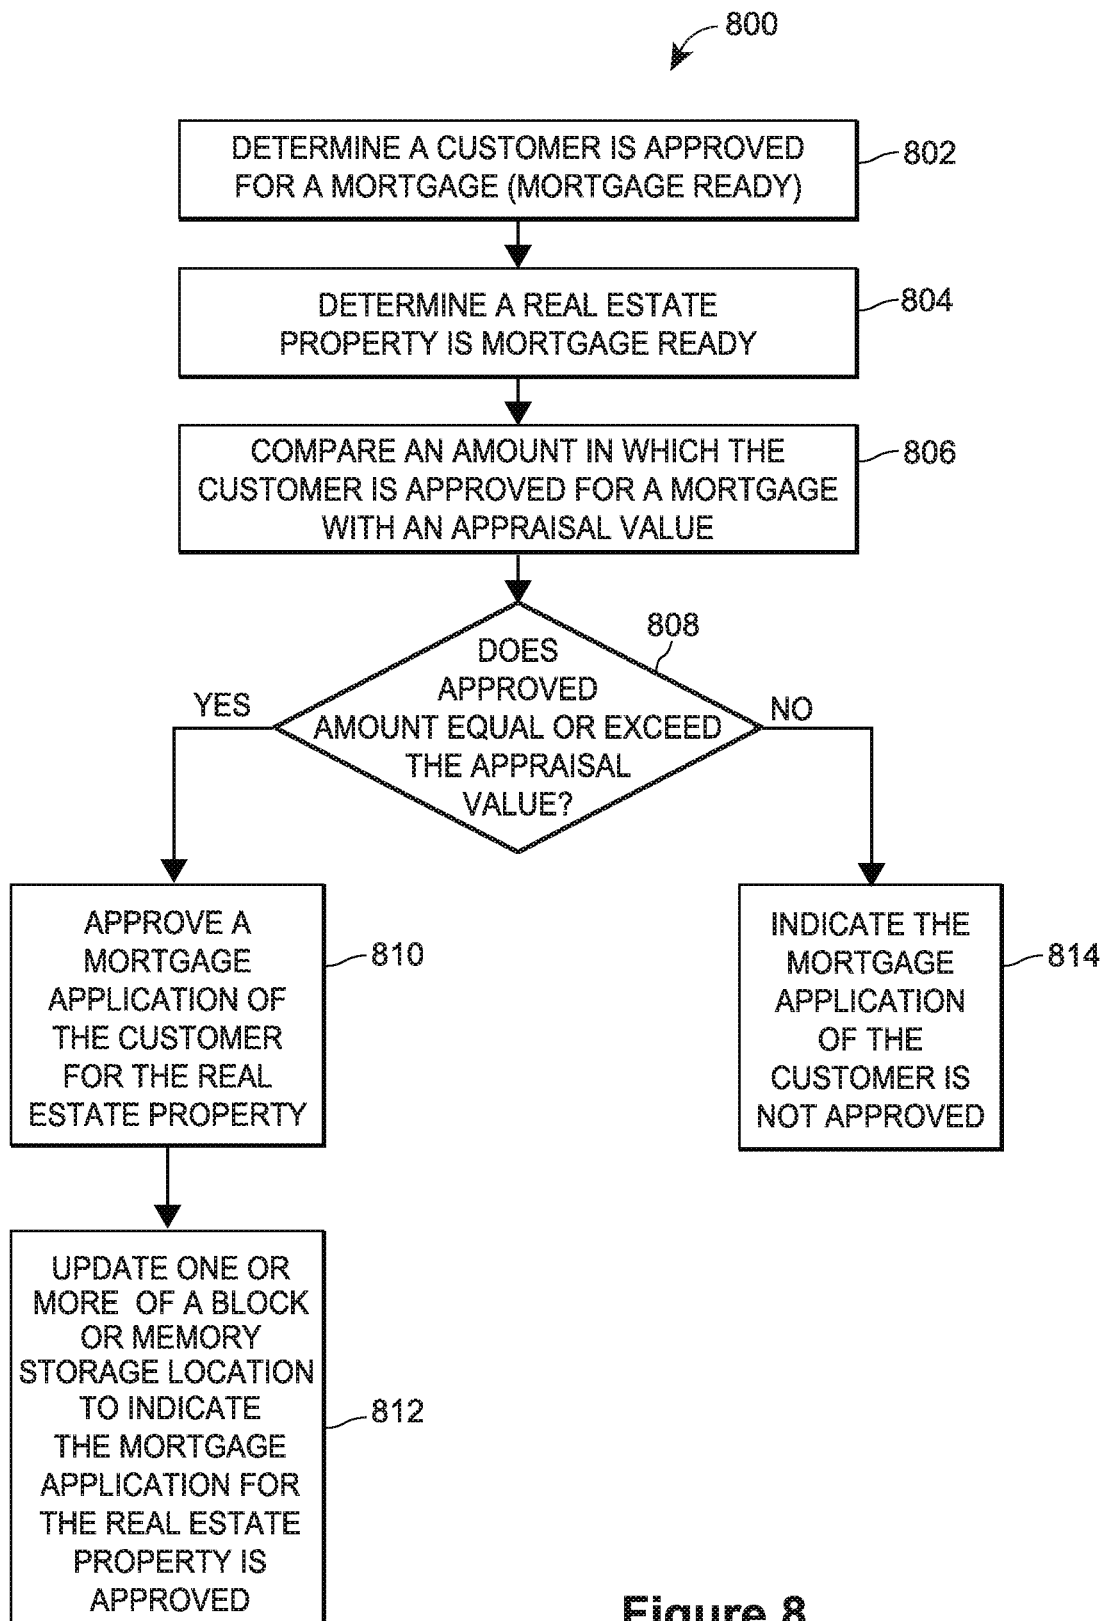 800
DETERMINE A CUSTOMER IS APPROVED
FOR A MORTGAGE (MORTGAGE READY)
802
DETERMINE A REAL ESTATE
PROPERTY IS MORTGAGE READY
804
COMPARE AN AMOUNT IN WHICH THE
CUSTOMER IS APPROVED FOR A MORTGAGE
WITH AN APPRAISAL VALUE
806
DOES
APPROVED
AMOUNT EQUAL OR EXCEED
THE APPRAISAL
VALUE?
808
YES
NO
APPROVE A
MORTGAGE
APPLICATION OF
THE CUSTOMER
FOR THE REAL
ESTATE PROPERTY
810
INDICATE THE
MORTGAGE
APPLICATION
OF THE
CUSTOMER IS
NOT APPROVED
814
UPDATE ONE OR
MORE OF A BLOCK
OR MEMORY
STORAGE LOCATION
TO INDICATE
THE MORTGAGE
APPLICATION FOR
THE REAL ESTATE
PROPERTY IS
APPROVED
812
Figure 8